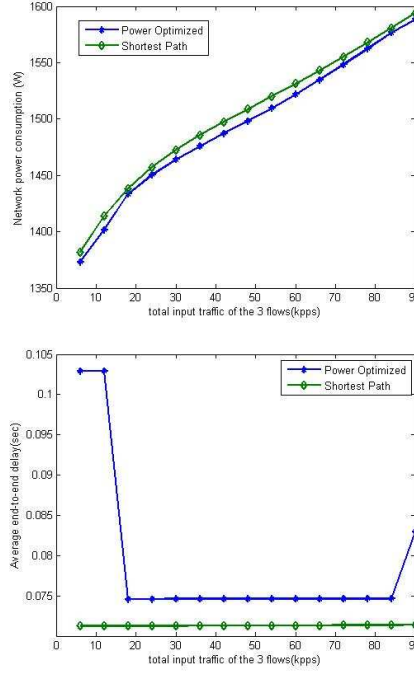 1600
1550
1500
1450
1400
1350
Network power consumption (W)
Power Optimized
Shortest Path
0 10 20 30 40 50 60 70 80 90
total input traffic of the 3 flows(kpps)
0.105
0.1
0.095
0.09
0.085
0.08
0.075
Average end-to-end delay(sec)
Power Optimized
Shortest Path
0 10 20 30 40 50 60 70 80 90
total input traffic of the 3 flows(kpps)